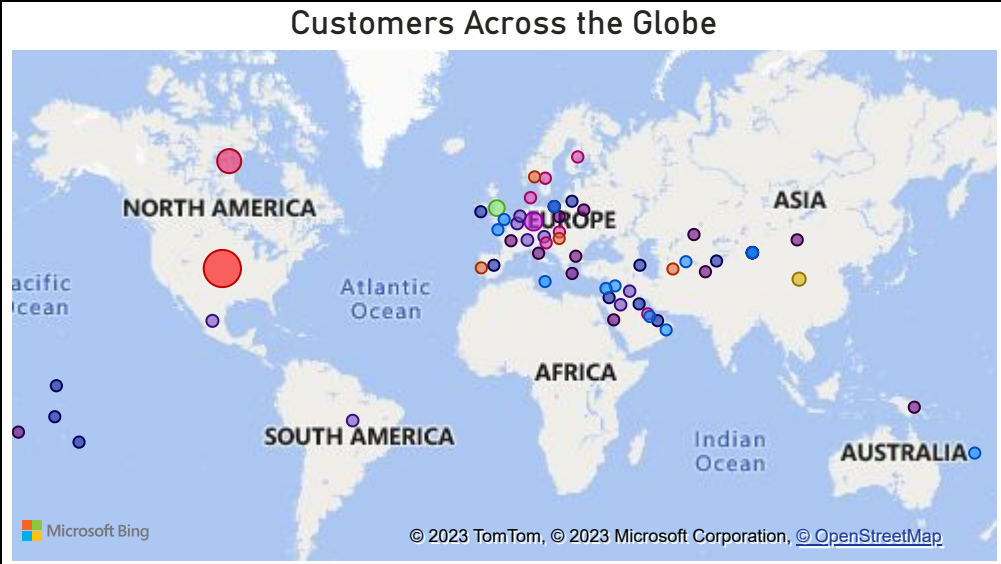 Customers Across the Globe
NORTH AMERICA
EUROPE
ASIA
acific
cean
Atlantic
Ocean
AFRICA
SOUTH AMERICA
Indian
Ocean
AUSTRALIA
Microsoft Bing
© 2023 TomTom, © 2023 Microsoft Corporation, © OpenStreetMap